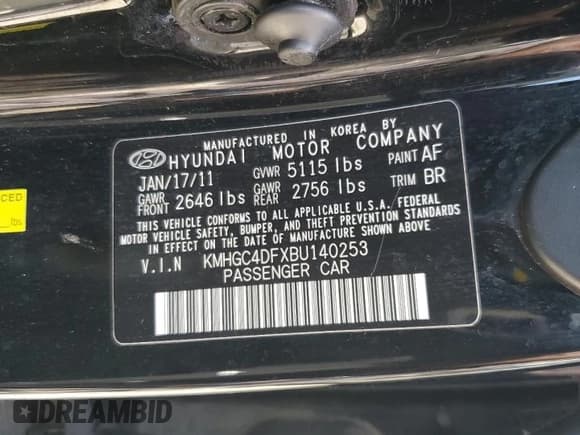 MANUFACTURED IN KOREA BY
HYUNDAI MOTOR COMPANY
JAN/17/11 GVWR 5115 lbs PAINT AF
GAWR FRONT 2646 lbs GAWR REAR 2756 lbs TRIM BR
THIS VEHICLE CONFORMS TO ALL APPLICABLE U.S.A. FEDERAL
MOTOR VEHICLE SAFETY, BUMPER, AND THEFT PREVENTION STANDARDS
IN EFFECT ON THE DATE OF MANUFACTURE SHOWN ABOVE.
V.I.N KMHGC4DFXBU140253
PASSENGER CAR
CED
lbs
DREAMBID